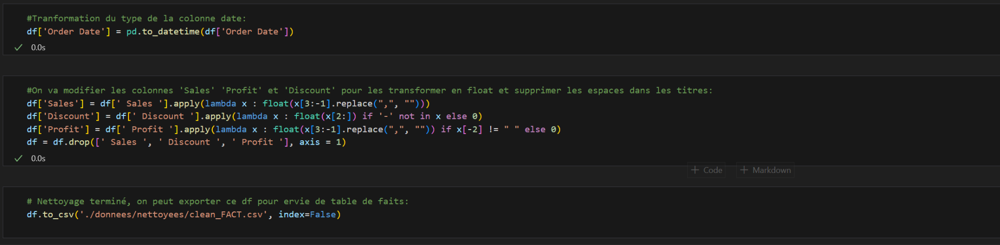 #Tranformation du type de la colonne date:
df['Order Date'] = pd.to_datetime(df['Order Date'])
0.0s
#On va modifier les colonnes 'Sales' 'Profit' et 'Discount' pour les transformer en float et supprimer les espaces dans les titres:
df['Sales'] = df[' Sales '].apply(lambda x : float(x[3:-1].replace(",", "")))
df['Discount'] = df[' Discount '].apply(lambda x : float(x[2:]) if '-' not in x else 0)
df['Profit'] = df[' Profit '].apply(lambda x : float(x[3:-1].replace(",", "")) if x[-2] != " " else 0)
df = df.drop([' Sales ', ' Discount ', ' Profit '], axis = 1)
0.0s
+ Code + Markdown
# Nettoyage terminé, on peut exporter ce df pour ervie de table de faits:
df.to_csv('./donnees/nettoyees/clean_FACT.csv', index=False)